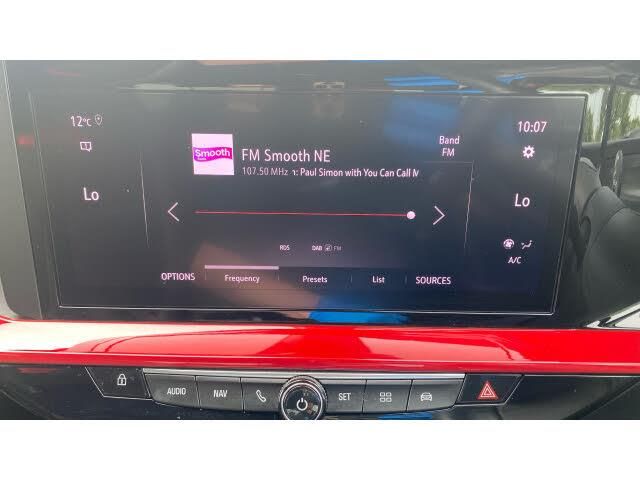 12°C
10:07
Smooth
FM Smooth NE
107.50 MHz : Paul Simon with You Can Call M
Band
FM
Lo
Lo
RDS DAB FM
A/C
OPTIONS Frequency Presets List SOURCES
AUDIO NAV SET